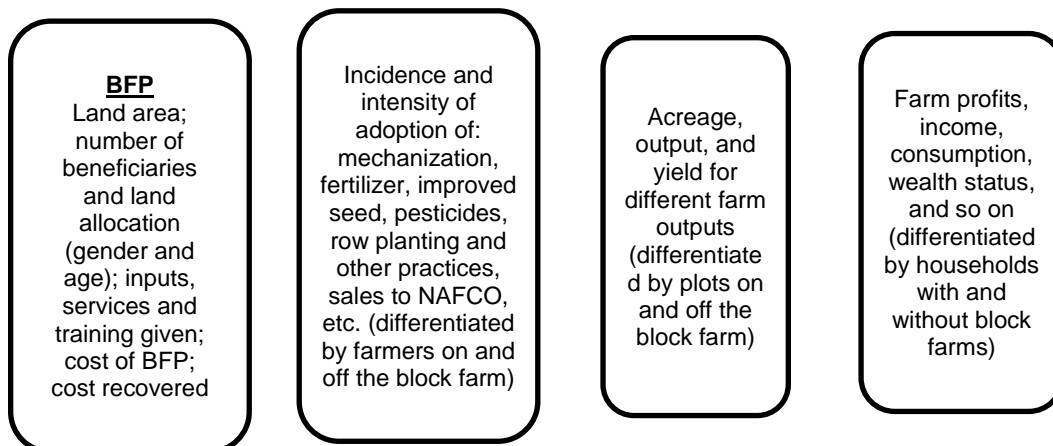 BFP
Land area;
number of
beneficiaries
and land
allocation
(gender and
age); inputs,
services and
training given;
cost of BFP;
cost recovered
Incidence and
intensity of
adoption of:
mechanization,
fertilizer, improved
seed, pesticides,
row planting and
other practices,
sales to NAFCO,
etc. (differentiated
by farmers on and
off the block farm)
Acreage,
output, and
yield for
different farm
outputs
(differentiate
d by plots on
and off the
block farm)
Farm profits,
income,
consumption,
wealth status,
and so on
(differentiated
by households
with and
without block
farms)